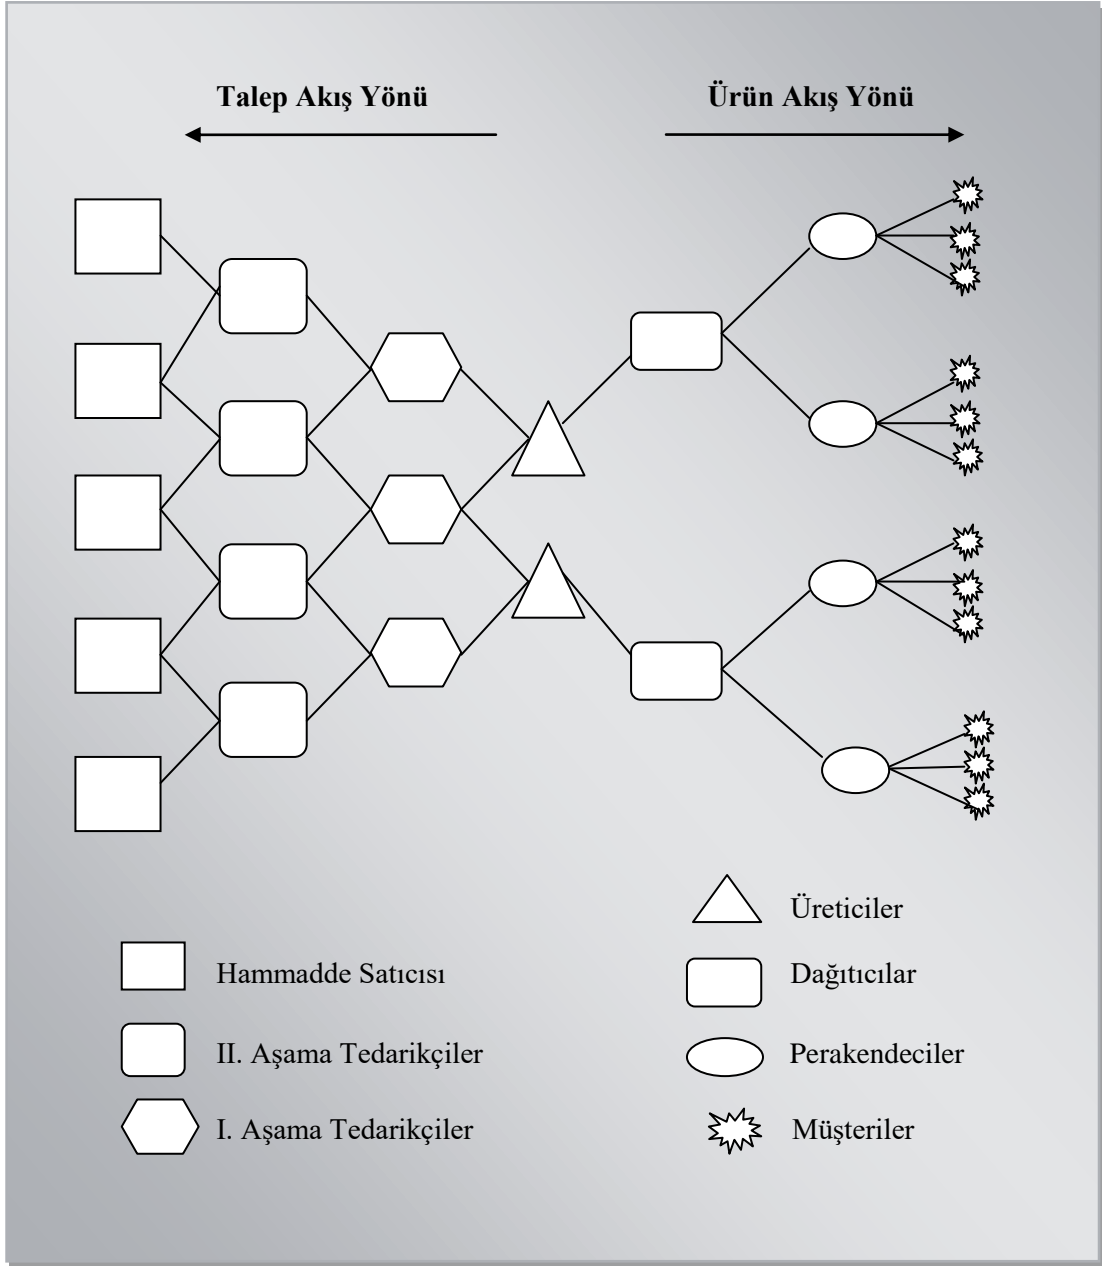 Talep Akış Yönü
Ürün Akış Yönü
Hammadde Satıcısı
II. Aşama Tedarikçiler
I. Aşama Tedarikçiler
Üreticiler
Dağıtıcılar
Perakendeciler
Müşteriler